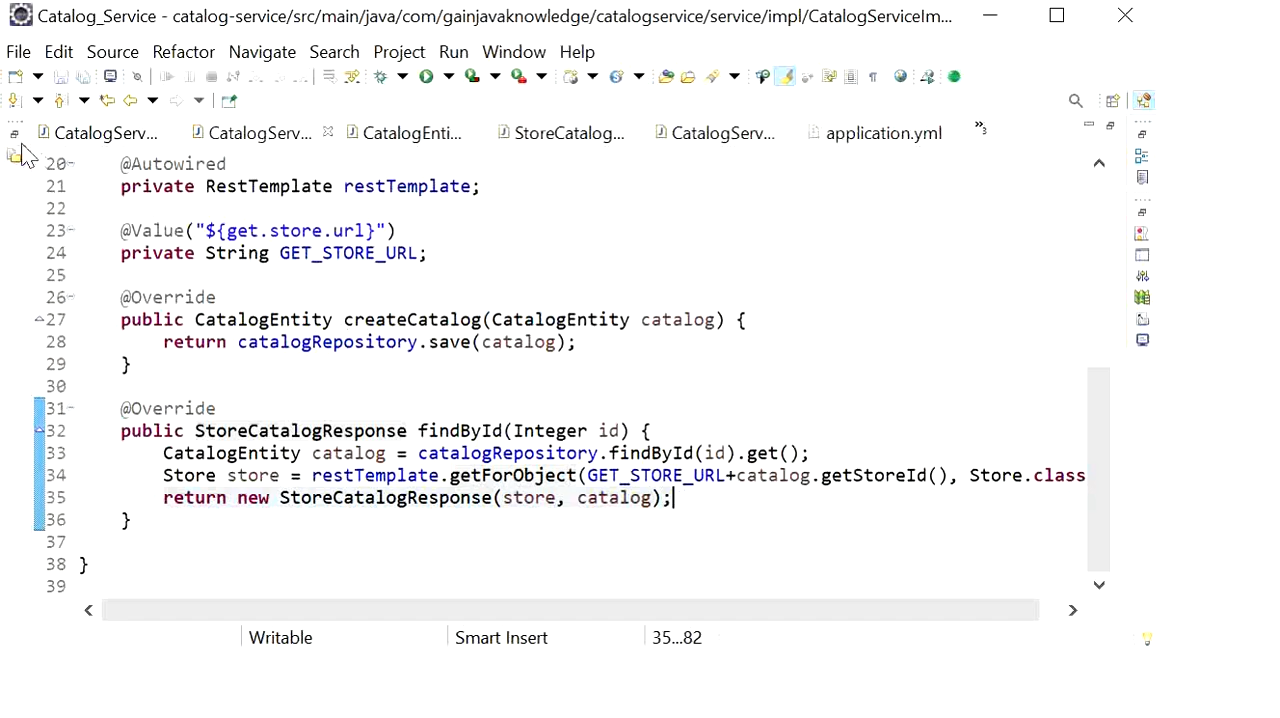 Catalog_Service - catalog-service/src/main/java/com/gainjavaknowledge/catalogservice/service/impl/CatalogServiceIm...
File Edit Source Refactor Navigate Search Project Run Window Help
CatalogServ... CatalogServ... CatalogEnti... StoreCatalog... CatalogServ... application.yml »3
20 @Autowired
21 private RestTemplate restTemplate;
22
23 @Value("${get.store.url}")
24 private String GET_STORE_URL;
25
26 @Override
27 public CatalogEntity createCatalog(CatalogEntity catalog) {
28 return catalogRepository.save(catalog);
29 }
30
31 @Override
32 public StoreCatalogResponse findById(Integer id) {
33 CatalogEntity catalog = catalogRepository.findById(id).get();
34 Store store = restTemplate.getForObject(GET_STORE_URL+catalog.getStoreId(), Store.class
35 return new StoreCatalogResponse(store, catalog);
36 }
37
38 }
39
Writable Smart Insert 35...82